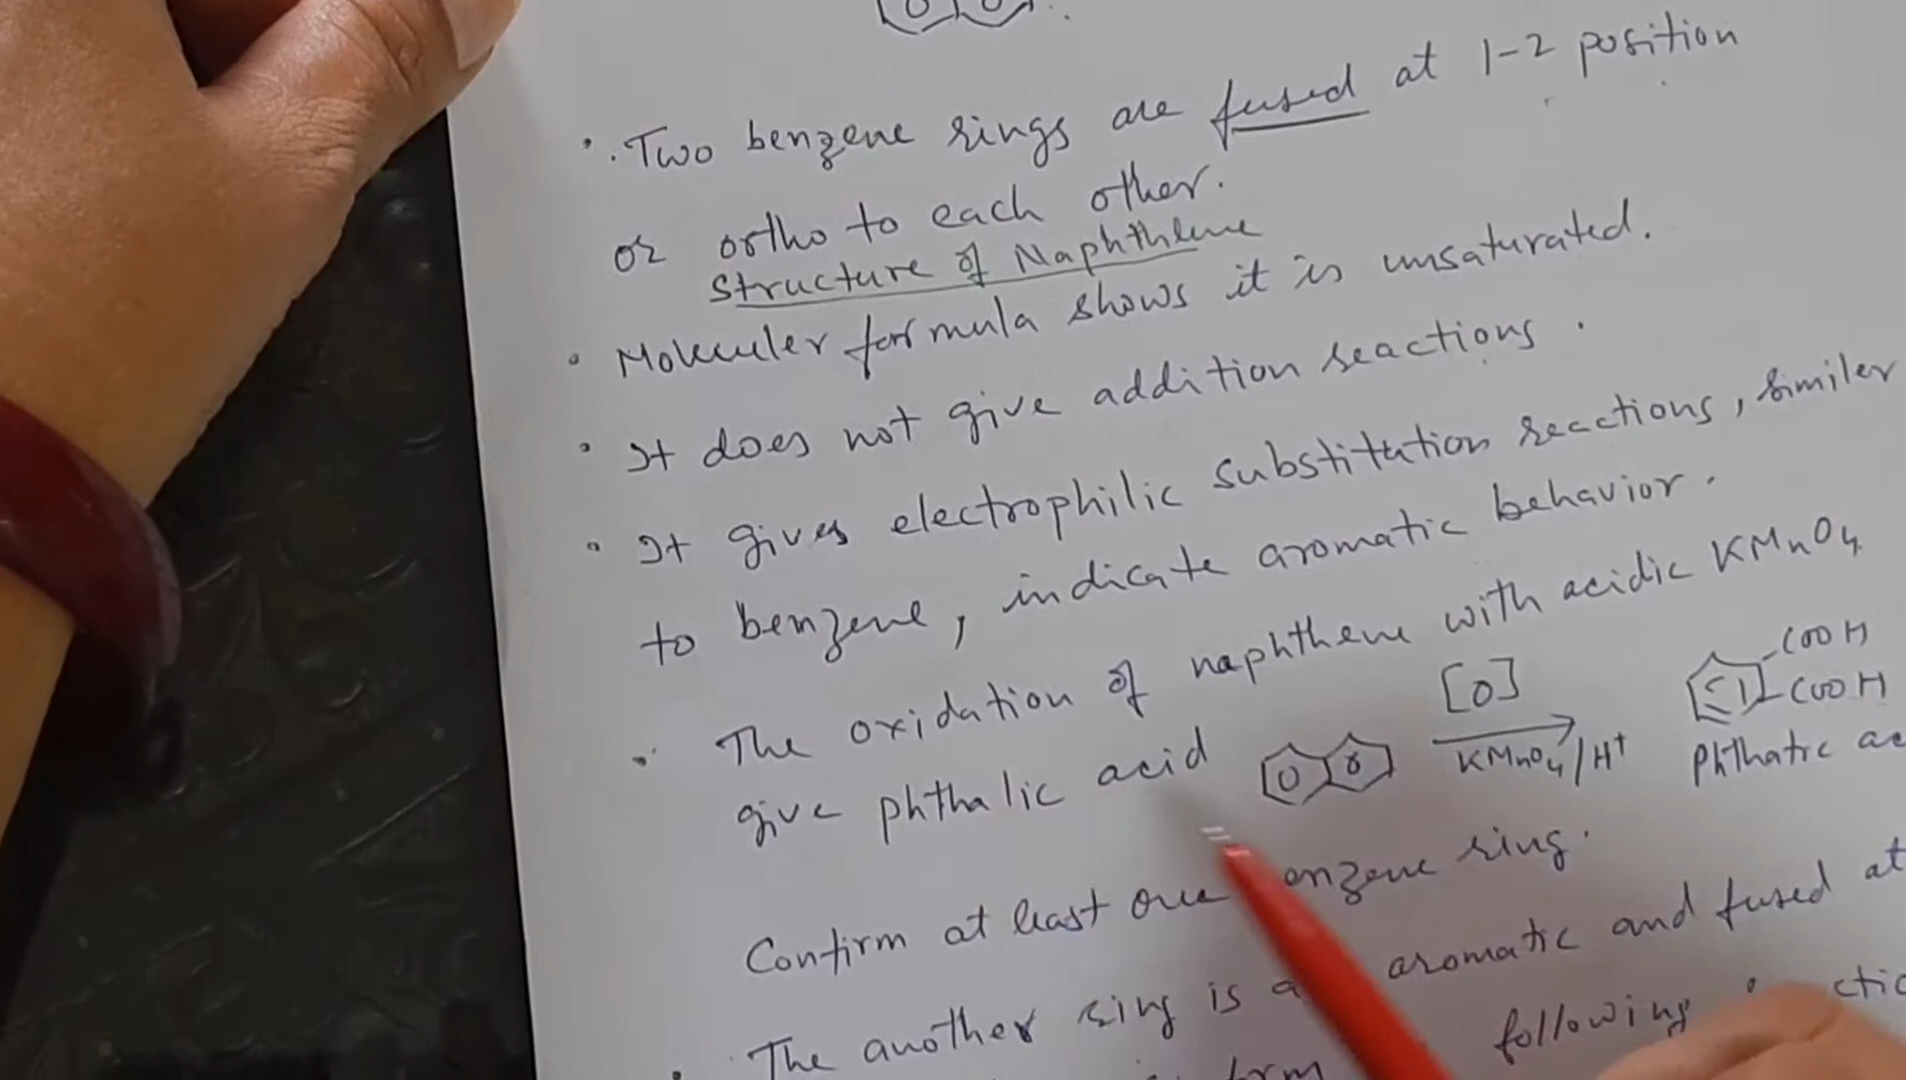 Two benzene rings are fused at 1-2 position
or ortho to each other.
Structure of Naphthlene
Moleculer formula shows it is unsaturated.
It does not give addition reactions.
It gives electrophilic substitution reactions, similer
to benzene, indicate aromatic behavior.
The oxidation of naphthene with acidic KMnO4
give phthalic acid [O] KMnO4/H+ COOH COOH
Phthatic
Confirm at least one ring.
The another ring is aromatic and fused at
following